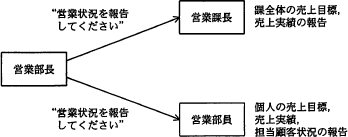 “営業状況を報告
してください”
営業課長
課全体の売上目標,
売上実績の報告
営業部長
“営業状況を報告
してください”
営業部員
個人の売上目標,
売上実績,
担当顧客状況の報告